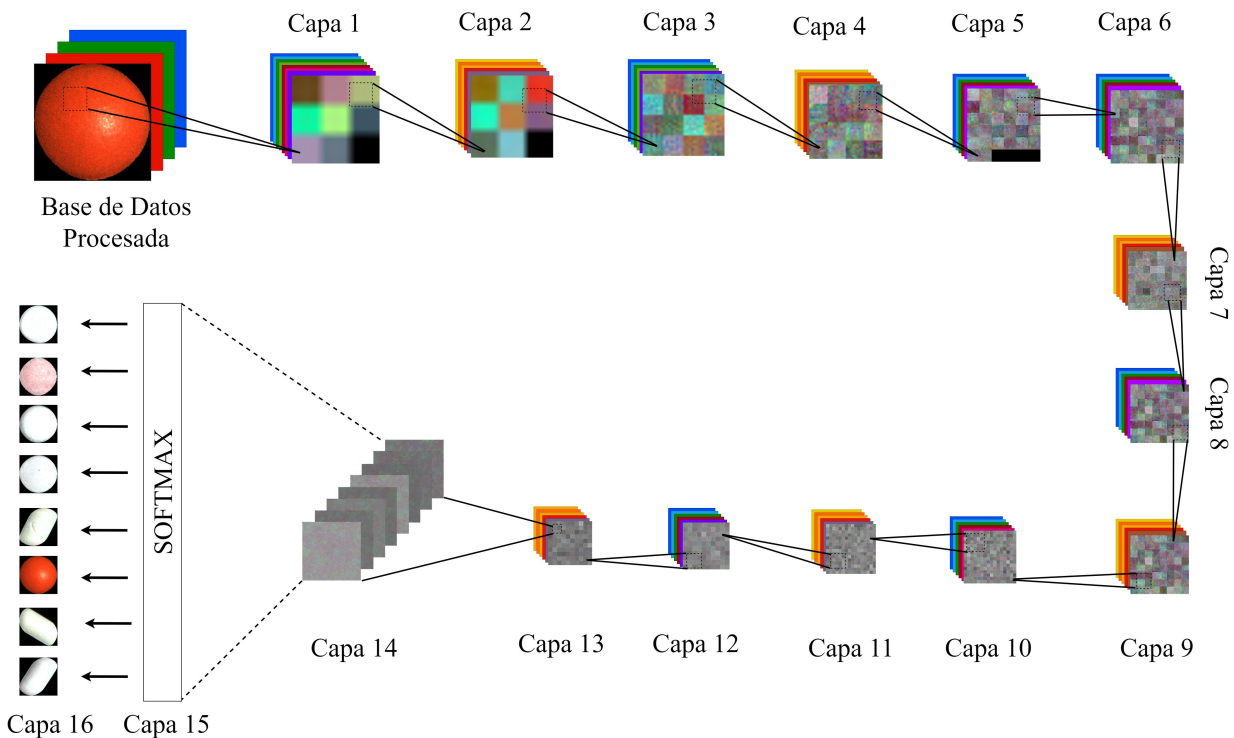 Capa 1
Capa 2
Capa 3
Capa 4
Capa 5
Capa 6
Base de Datos
Procesada
Capa 7
Capa 8
SOFTMAX
Capa 14
Capa 13
Capa 12
Capa 11
Capa 10
Capa 9
Capa 16
Capa 15